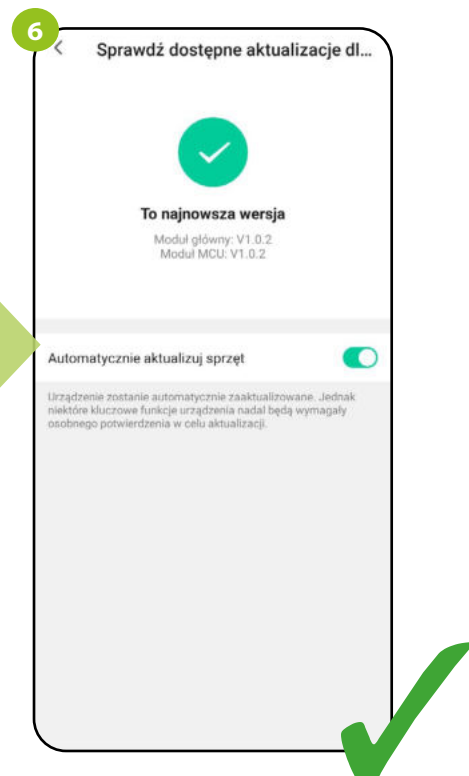 6
Sprawdź dostępne aktualizacje dl...
To najnowsza wersja
Moduł główny: V1.0.2
Moduł MCU: V1.0.2
Automatycznie aktualizuj sprzęt
Urządzenie zostanie automatycznie zaaktualizowane. Jednak
niektóre kluczowe funkcje urządzenia nadal będą wymagały
osobnego potwierdzenia w celu aktualizacji.